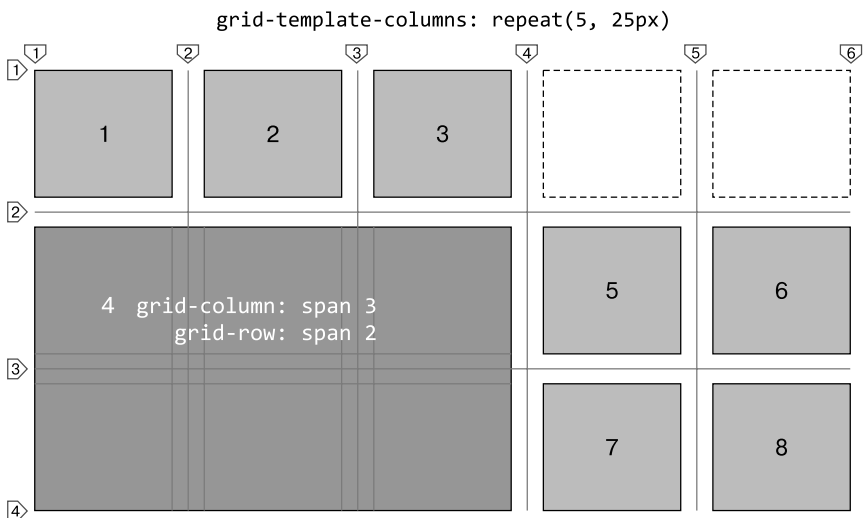 grid-template-columns: repeat(5, 25px)
1 2 3 4 5 6
1
1 2 3
2
4 grid-column: span 3
grid-row: span 2
5 6
3
7 8
4